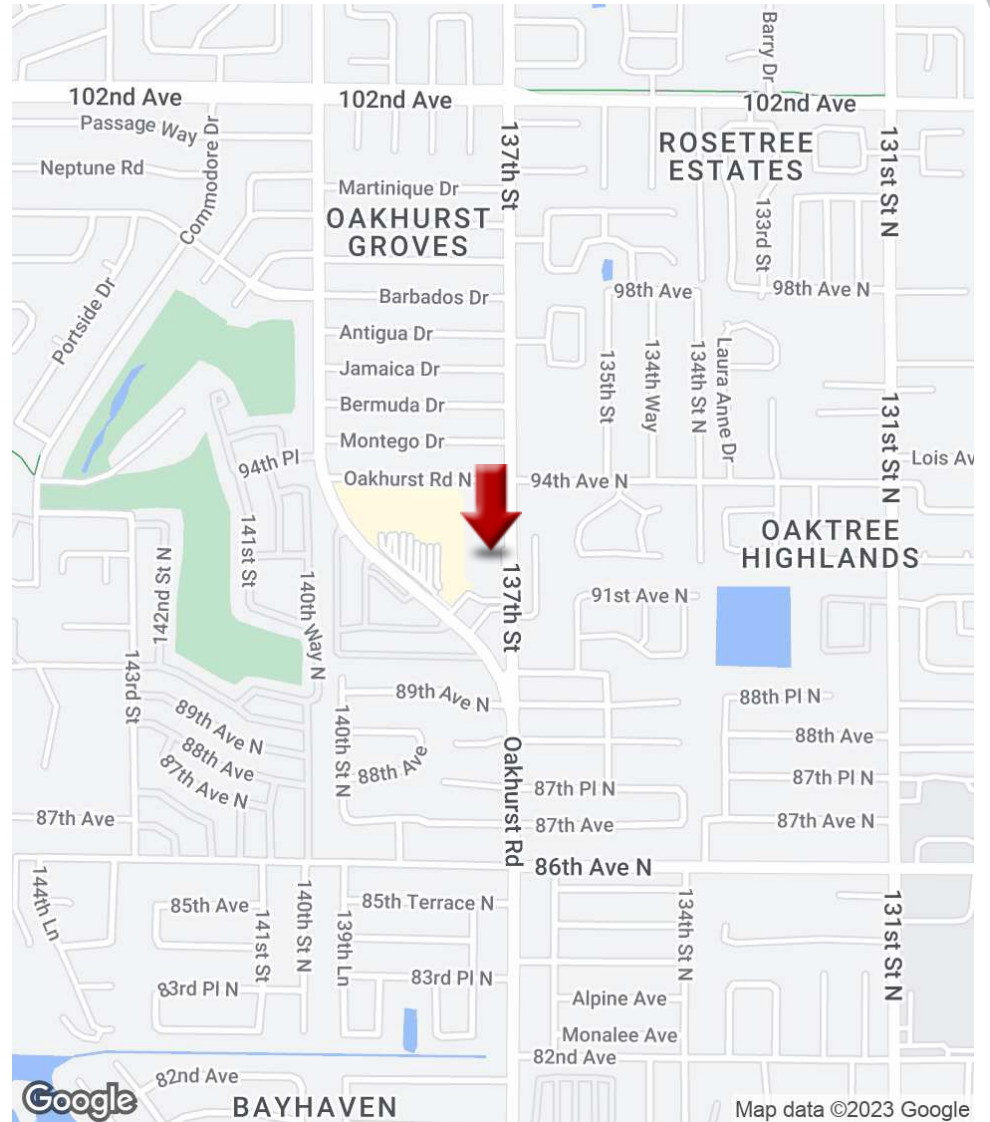 Barry Dr
102nd Ave
102nd Ave
102nd Ave
Passage Way
Commodore Dr
137th St
ROSETREE
ESTATES
131st St N
Neptune Rd
Martinique Dr
OAKHURST
GROVES
133rd St
Portside Dr
Barbados Dr
98th Ave
98th Ave N
Antigua Dr
135th St
134th Way
134th St N
Laura Anne Dr
Jamaica Dr
Bermuda Dr
131st St N
Montego Dr
94th Pl
Oakhurst Rd N
94th Ave N
Lois Av
141st St
OAKTREE
HIGHLANDS
142nd St N
140th Way N
137th St
91st Ave N
143rd St
89th Ave N
88th Pl N
89th Ave N
140th St N
88th Ave
88th Ave
Oakhurst Rd
88th Ave
87th Ave N
87th Pl N
87th Pl N
87th Ave
87th Ave
87th Ave N
86th Ave N
144th Ln
85th Ave
141st St
140th St N
139th Ln
85th Terrace N
134th St N
131st St N
83rd Pl N
83rd Pl N
Alpine Ave
Monalee Ave
82nd Ave
82nd Ave
Google
BAYHAVEN
Map data ©2023 Google